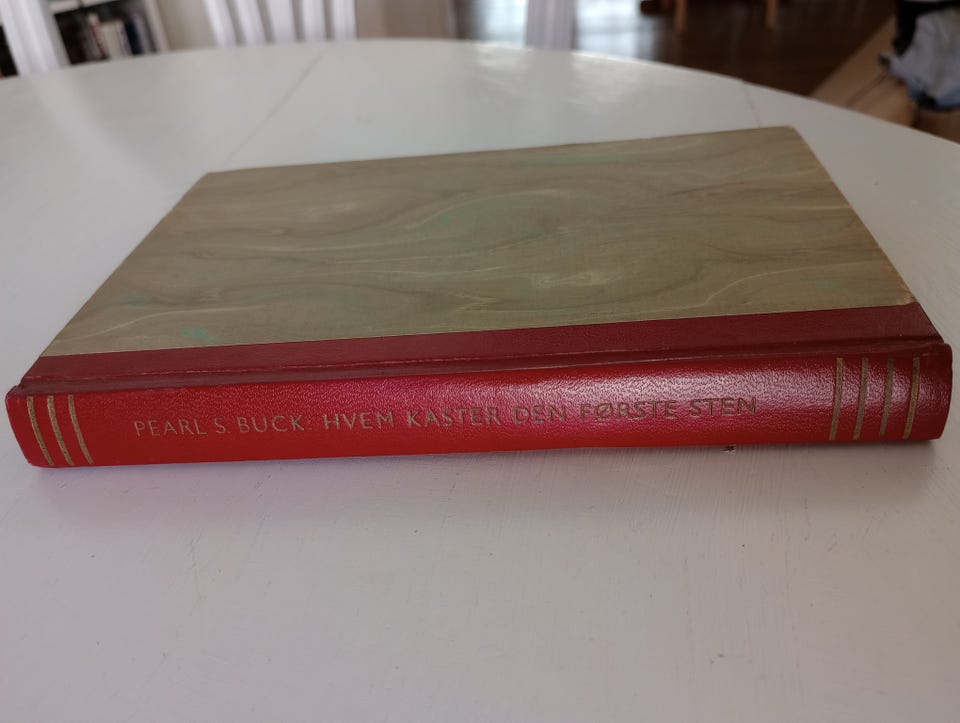 PEARL S. BUCK: HVEM KASTER DEN FØRSTE STEN